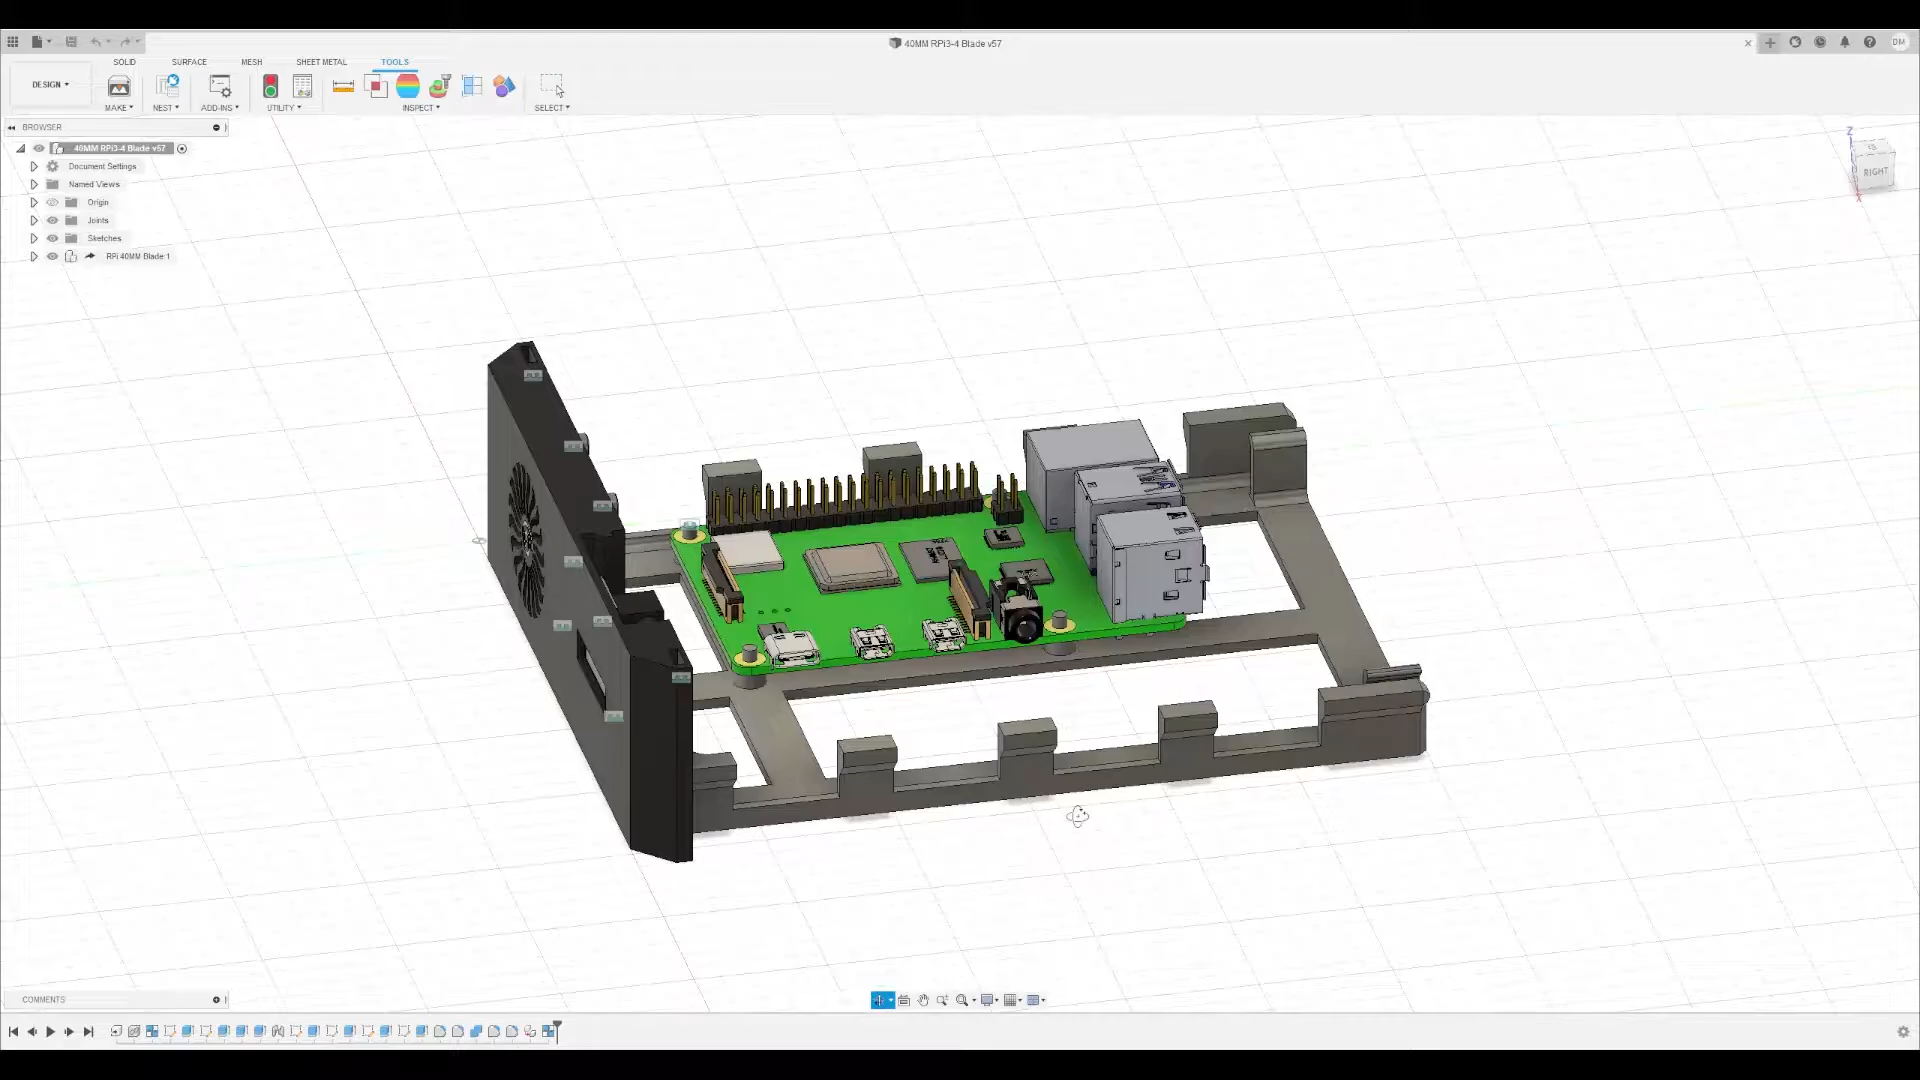 40MM RPi3-4 Blade v57
DM
SOLID
SURFACE
MESH
SHEET METAL
TOOLS
DESIGN
MAKE
NEST
ADD-INS
UTILITY
INSPECT
SELECT
BROWSER
40MM RPi3-4 Blade v57
Document Settings
Named Views
Origin
Joints
Sketches
RPi 40MM Blade:1
Z
RIGHT
X
COMMENTS